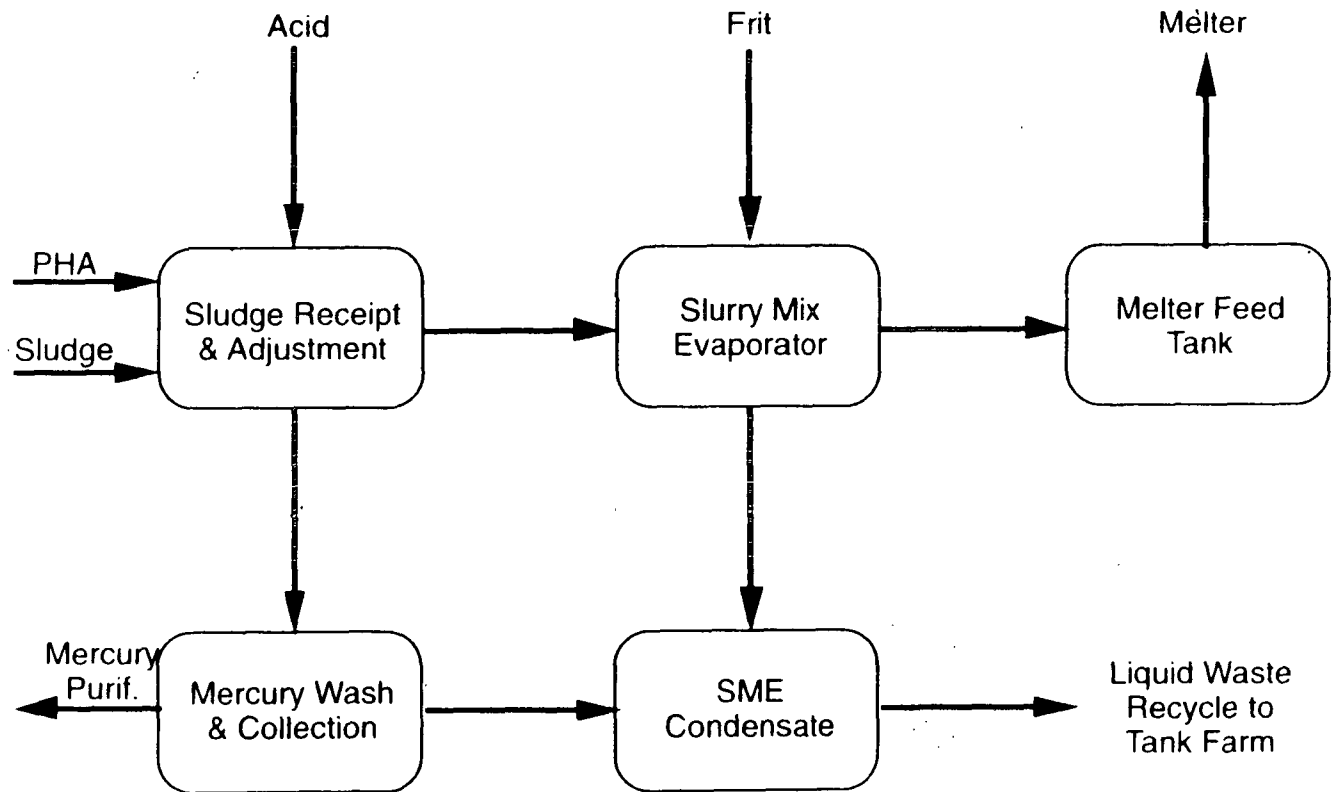 Acid
Frit
Melter
PHA
Sludge
Sludge Receipt
& Adjustment
Slurry Mix
Evaporator
Melter Feed
Tank
Mercury
Purif.
Mercury Wash
& Collection
SME
Condensate
Liquid Waste
Recycle to
Tank Farm